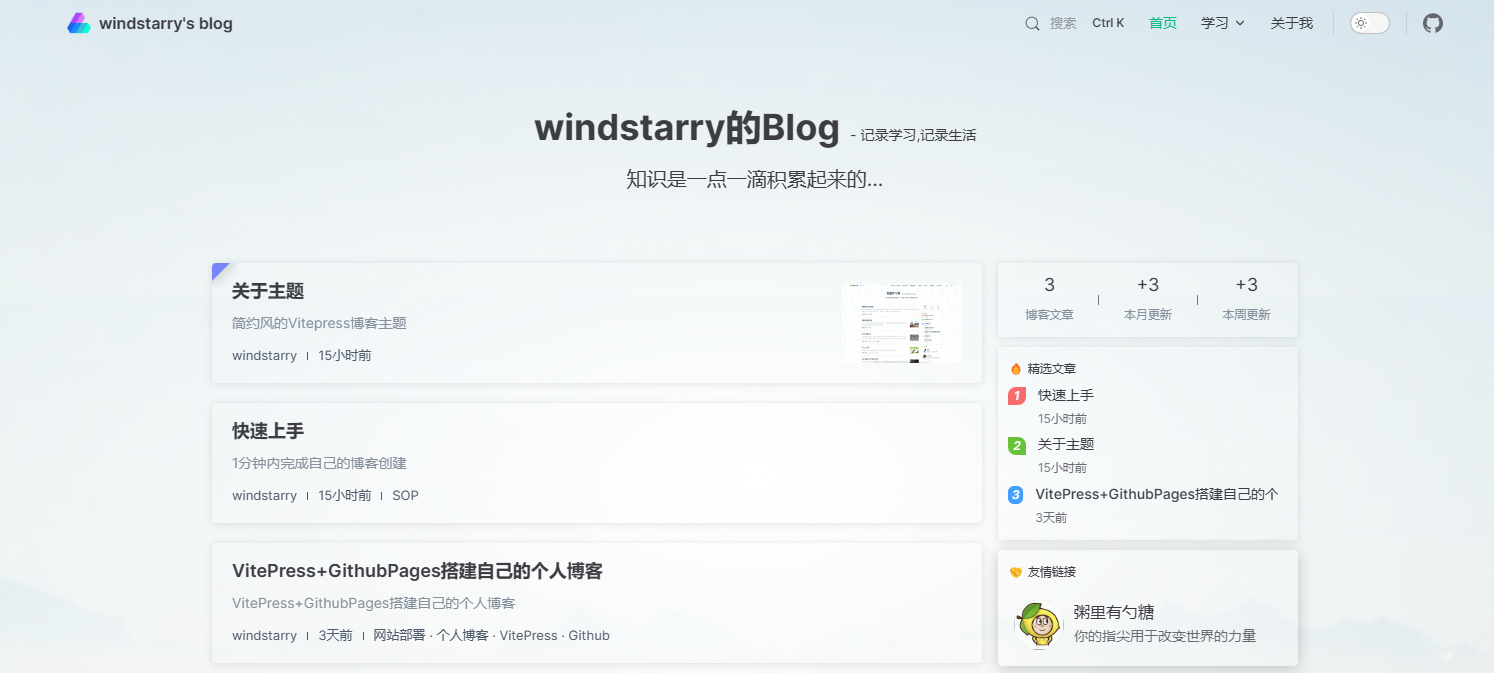 windstarry's blog
搜索 Ctrl K 首页 学习 关于我
windstarry的Blog - 记录学习,记录生活
知识是一点一滴积累起来的...
关于主题
简约风的Vitepress博客主题
windstarry 15小时前
快速上手
1分钟内完成自己的博客创建
windstarry 15小时前 SOP
VitePress+GithubPages搭建自己的个人博客
VitePress+GithubPages搭建自己的个人博客
windstarry 3天前 网站部署 · 个人博客 · VitePress · Github
3 +3 +3
博客文章 本月更新 本周更新
精选文章
1 快速上手
15小时前
2 关于主题
15小时前
3 VitePress+GithubPages搭建自己的个
3天前
友情链接
粥里有勺糖
你的指尖用于改变世界的力量